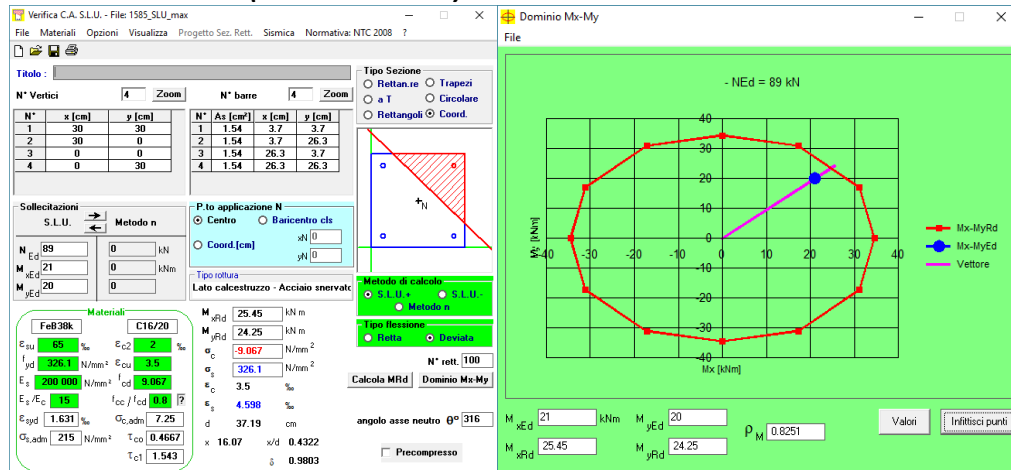 Verifica C.A. S.L.U. - File: 1585_SLU_max
File Materiali Opzioni Visualizza Progetto Sez. Rett. Sismica Normativa: NTC 2008 ?
Titolo :
N° Vertici 4 Zoom N° barre 4 Zoom
N° x [cm] y [cm]
1 30 30
2 30 0
3 0 0
4 0 30
N° As [cm²] x [cm] y [cm]
1 1.54 3.7 3.7
2 1.54 3.7 26.3
3 1.54 26.3 3.7
4 1.54 26.3 26.3
Tipo Sezione
Rettan.re Trapezi
a T Circolare
Rettangoli Coord.
N
Sollecitazioni
S.L.U. Metodo n
N Ed 89 0 kN
M xEd 21 0 kNm
M yEd 20 0
P.to applicazione N
Centro Baricentro cls
Coord.[cm] xN 0
yN 0
Tipo rottura
Lato calcestruzzo - Acciaio snervato
Metodo di calcolo
S.L.U.+ S.L.U.-
Metodo n
Tipo flessione
Retta Deviata
N° rett. 100
Calcola MRd Dominio Mx-My
angolo asse neutro θ° 316
Precompresso
Materiali
FeB38k C16/20
εsu 65 ‰ εc2 2 ‰
fyd 326.1 N/mm² εcu 3.5
Es 200 000 N/mm² fcd 9.067
Es/Ec 15 fcc / fcd 0.8 ?
εsyd 1.631 ‰ σc,adm 7.25
σs,adm 215 N/mm² τco 0.4667
τc1 1.543
M xRd 25.45 kN m
M yRd 24.25 kN m
σc -9.067 N/mm²
σs 326.1 N/mm²
εc 3.5 ‰
εs 4.598 ‰
d 37.19 cm
x 16.07 x/d 0.4322
δ 0.9803
Dominio Mx-My
File
- NEd = 89 kN
40
30
20
10
0
-10
-20
-30
-40
-40 -30 -20 -10 0 10 20 30 40
My [kNm]
Mx [kNm]
Mx-MyRd
Mx-MyEd
Vettore
M xEd 21 kNm M yEd 20
M xRd 25.45 M yRd 24.25
ρM 0.8251
Valori Infittisci punti